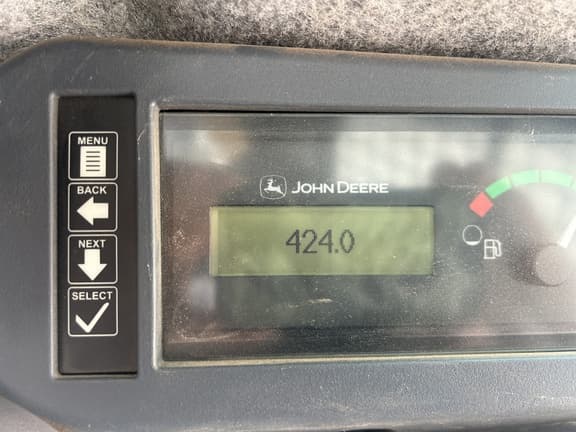 MENU
BACK
NEXT
SELECT
JOHN DEERE
424.0